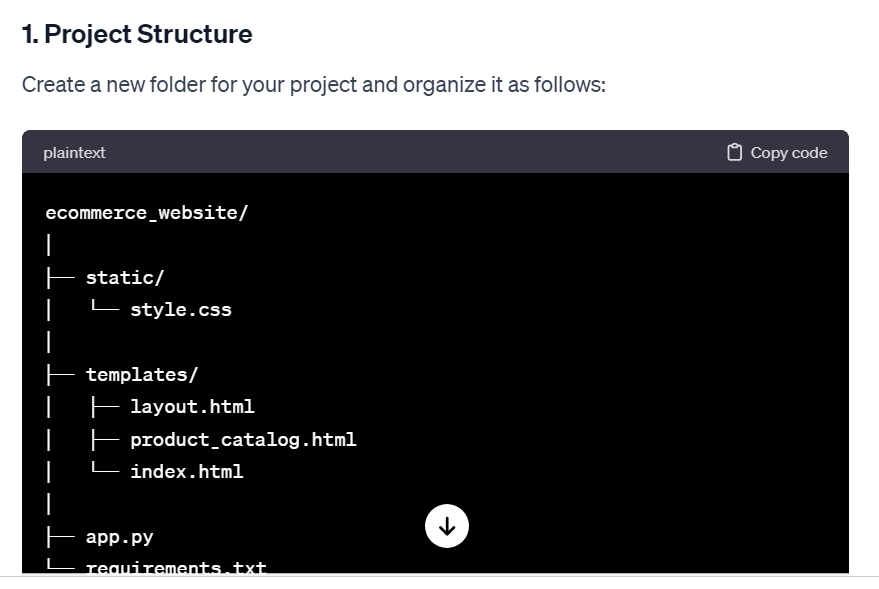 1. Project Structure
Create a new folder for your project and organize it as follows:
plaintext Copy code
ecommerce_website/
│
├── static/
│   └── style.css
│
├── templates/
│   ├── layout.html
│   ├── product_catalog.html
│   └── index.html
│
├── app.py
└── requirements.txt